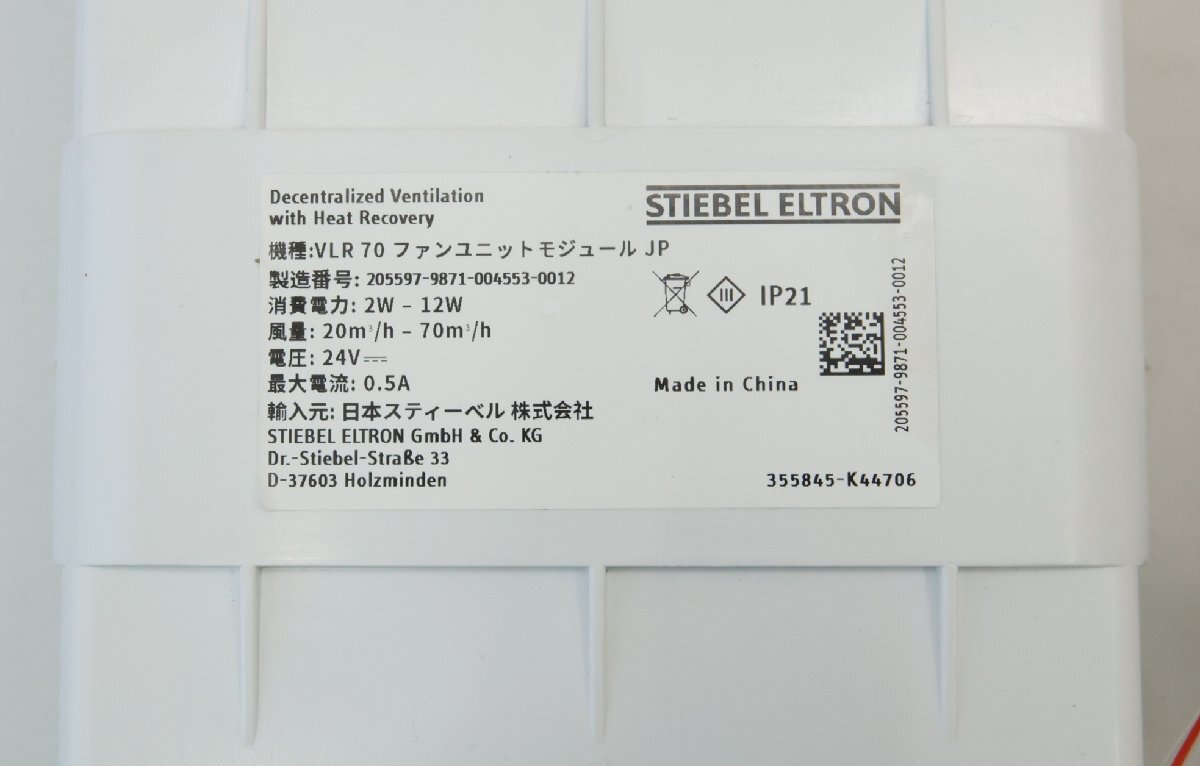 Decentralized Ventilation
with Heat Recovery
STIEBEL ELTRON
機種:VLR 70 ファンユニットモジュール JP
製造番号: 205597-9871-004553-0012
消費電力: 2W – 12W
風量: 20m³/h – 70m³/h
電圧: 24V⎓
最大電流: 0.5A
輸入元: 日本スティーベル 株式会社
STIEBEL ELTRON GmbH & Co. KG
Dr.-Stiebel-Straße 33
D-37603 Holzminden
III IP21
Made in China
205597-9871-004553-0012
355845-K44706